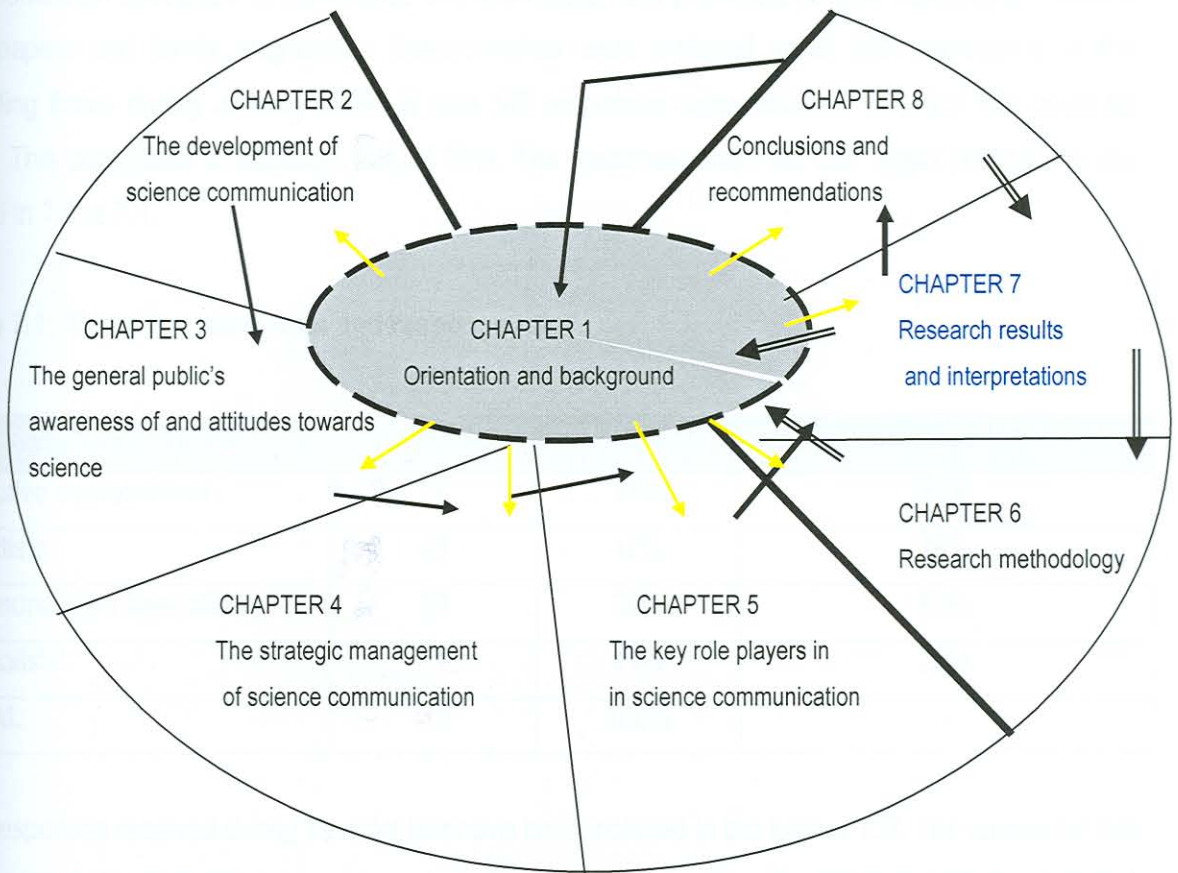 CHAPTER 1
Orientation and background
CHAPTER 2
The development of
science communication
CHAPTER 3
The general public's
awareness of and attitudes towards
science
CHAPTER 4
The strategic management
of science communication
CHAPTER 5
The key role players in
in science communication
CHAPTER 6
Research methodology
CHAPTER 7
Research results
and interpretations
CHAPTER 8
Conclusions and
recommendations